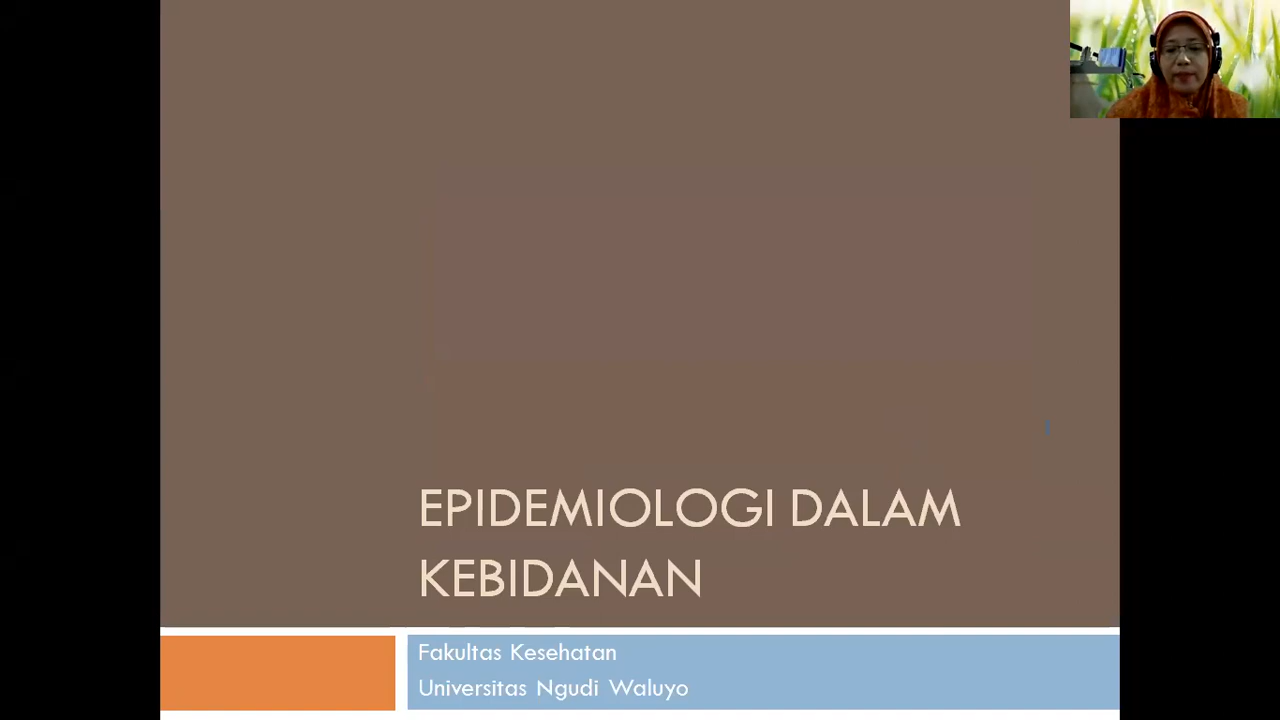 EPIDEMIOLOGI DALAM
KEBIDANAN
Fakultas Kesehatan
Universitas Ngudi Waluyo